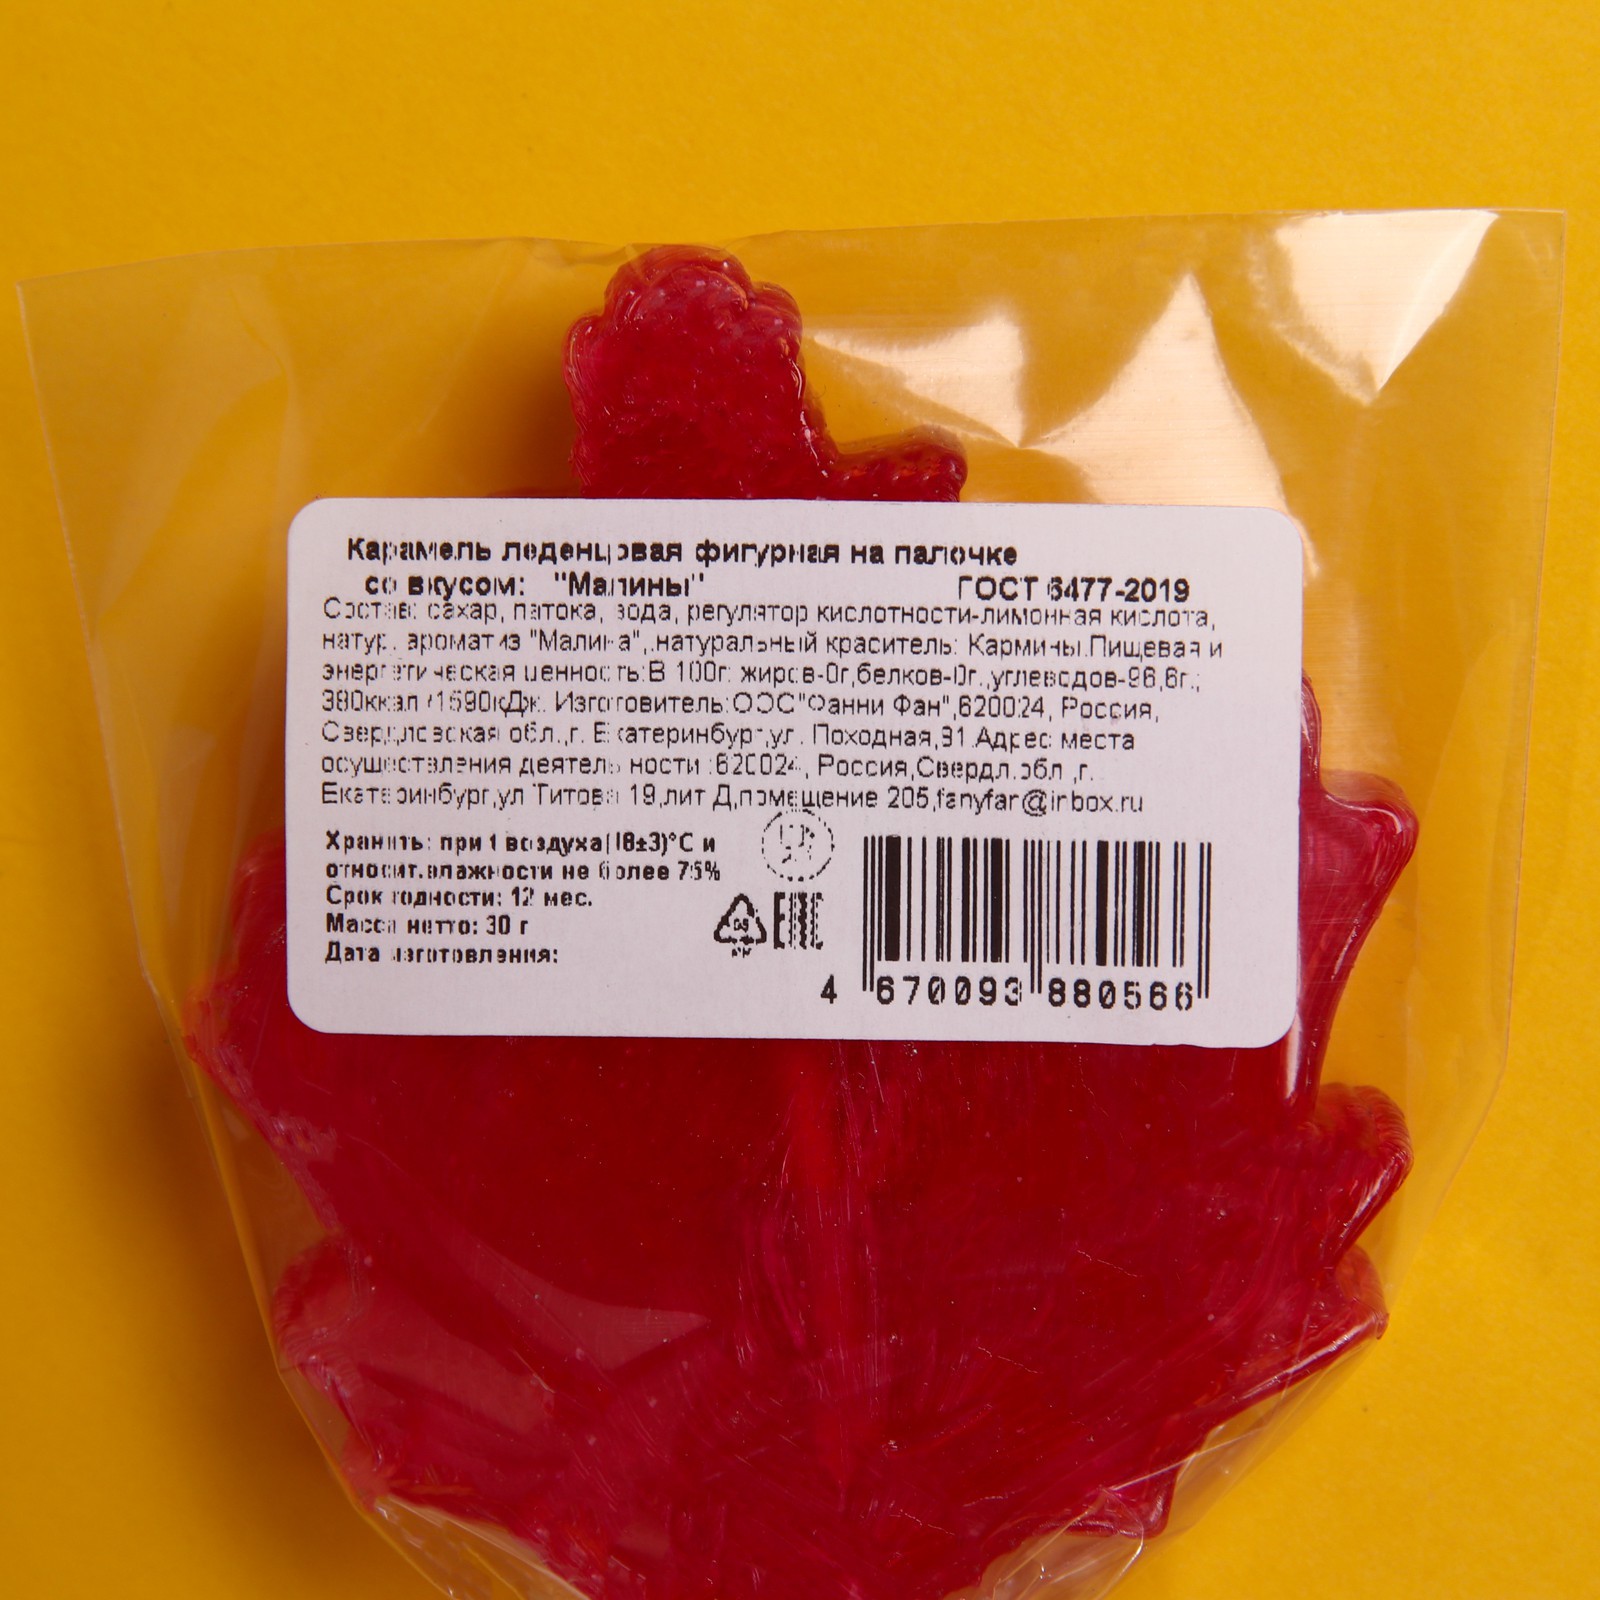 Карамель леденцовая фигурная на палочке
со вкусом: "Малины" ГОСТ 6477-2019
Состав: сахар, патока, вода, регулятор кислотности-лимонная кислота,
натур. ароматиз "Малина",.натуральный краситель: Кармины.Пищевая и
энергетическая ценность:В 100г: жиров-0г,белков-0г.,углеводов-96,6г.;
380ккал /1590кДж. Изготовитель:ООО"Фанни Фан",620024, Россия,
Свердловская обл.,г. Екатеринбург,ул. Походная,81.Адрес места
осуществления деятельности :620024, Россия,Свердл.обл.,г.
Екатеринбург,ул Титова 19,лит Д,помещение 205,fanyfan@inbox.ru
Хранить: при t воздуха(18±3)°С и
относит.влажности не более 75%
Срок годности: 12 мес.
Масса нетто: 30 г
Дата изготовления:
EAC
4 670093 880566